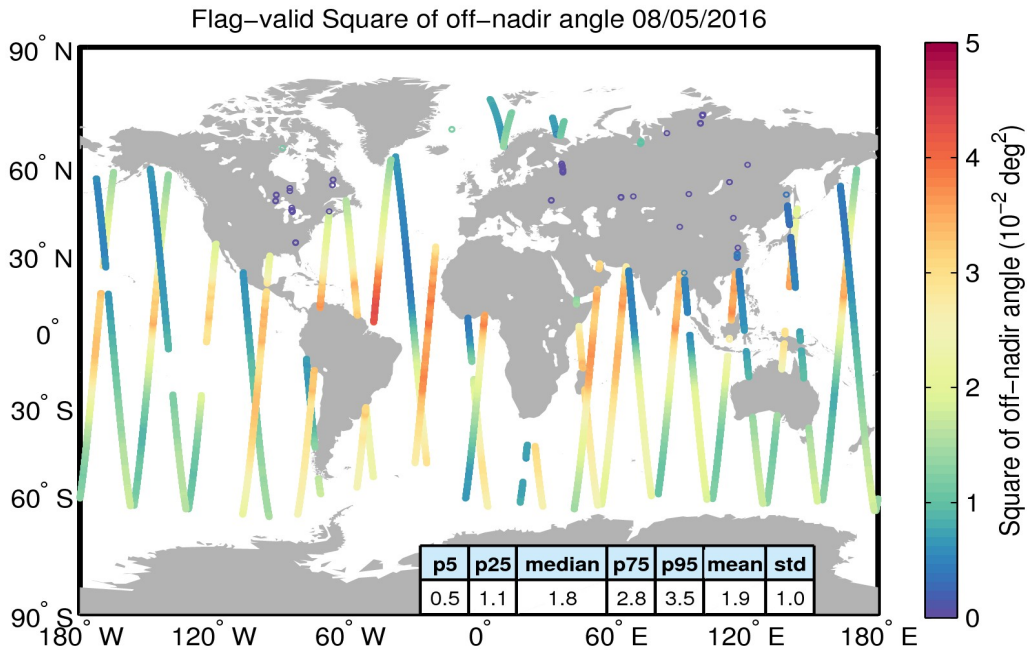 Flag−valid Square of off−nadir angle 08/05/2016
90° N
60° N
30° N
0°
30° S
60° S
90° S
180° W
120° W
60° W
0°
60° E
120° E
180° E
p5 p25 median p75 p95 mean std
0.5 1.1 1.8 2.8 3.5 1.9 1.0
5
4
3
2
1
0
Square of off−nadir angle (10⁻² deg²)